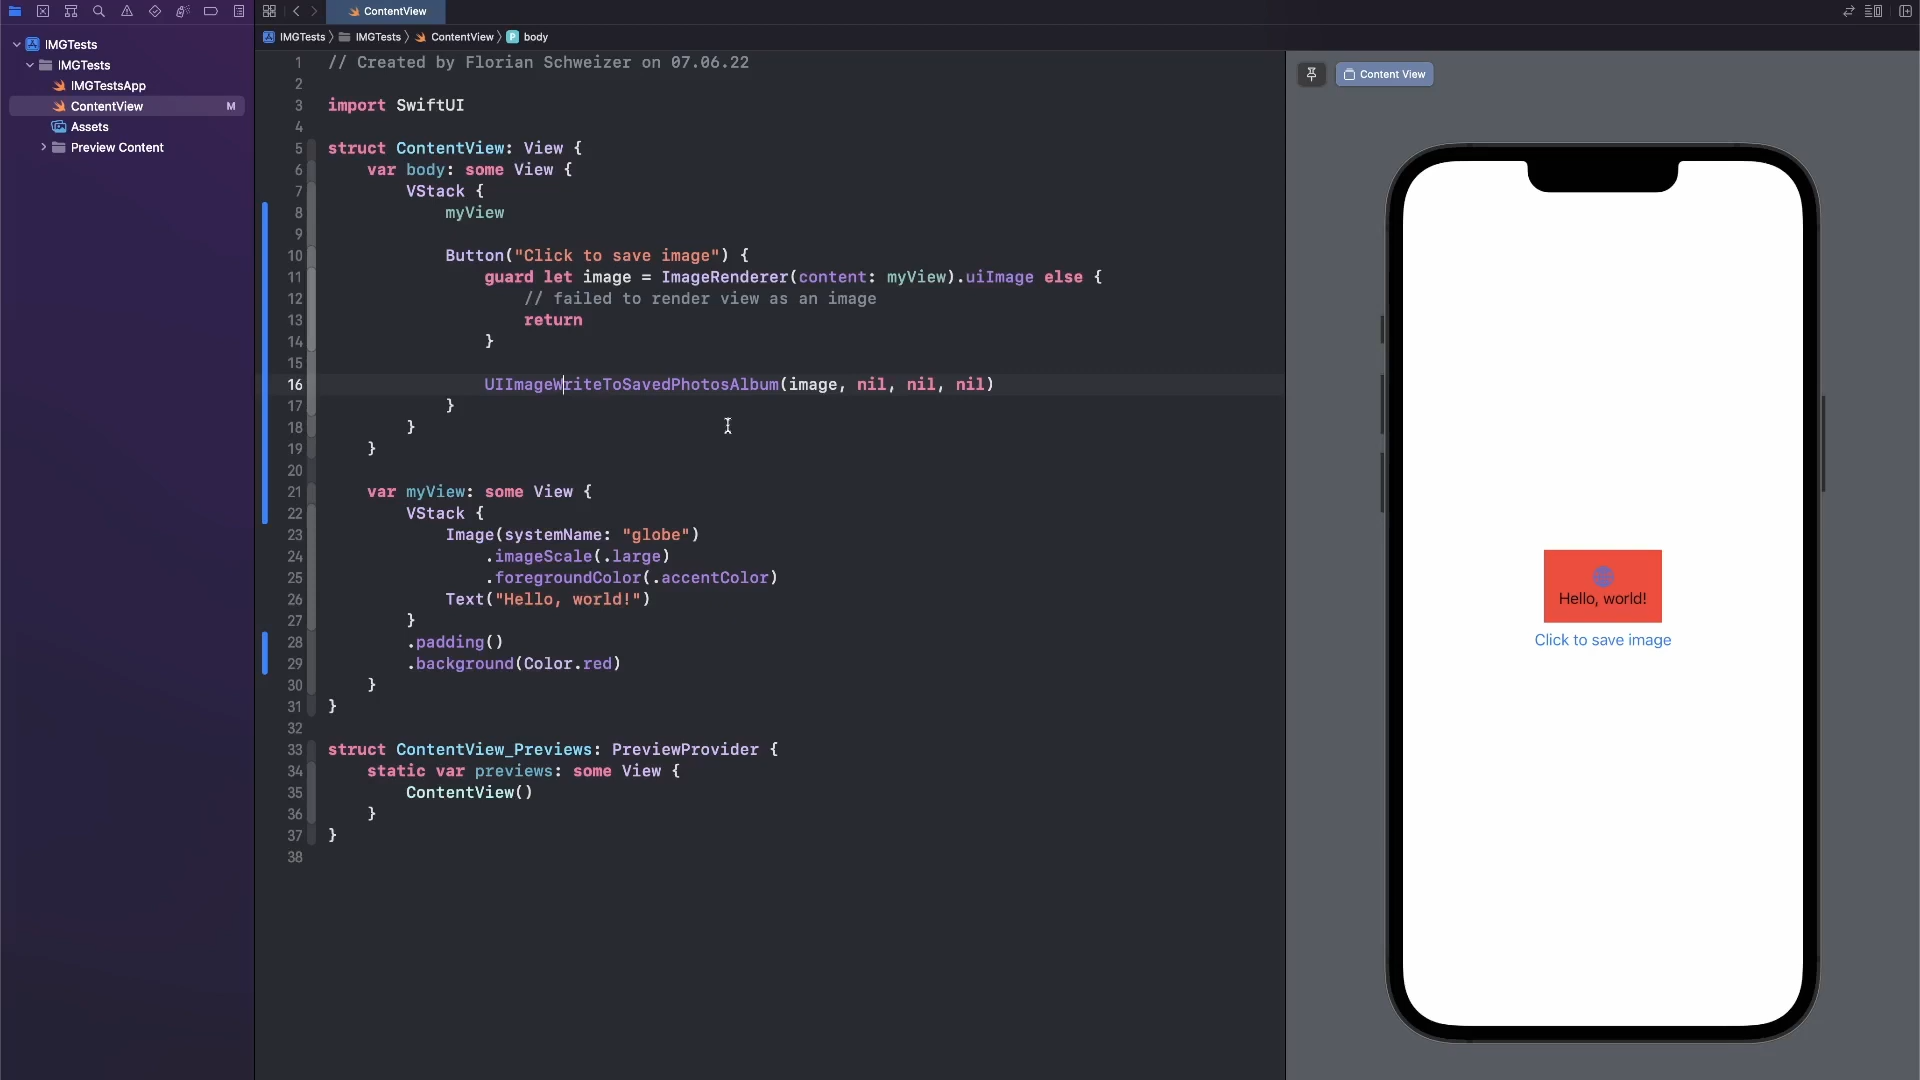 ContentView
IMGTests
IMGTests
IMGTestsApp
ContentView M
Assets
Preview Content
IMGTests IMGTests ContentView P body
1 // Created by Florian Schweizer on 07.06.22
2
3 import SwiftUI
4
5 struct ContentView: View {
6 var body: some View {
7 VStack {
8 myView
9
10 Button("Click to save image") {
11 guard let image = ImageRenderer(content: myView).uiImage else {
12 // failed to render view as an image
13 return
14 }
15
16 UIImageWriteToSavedPhotosAlbum(image, nil, nil, nil)
17 }
18 }
19 }
20
21 var myView: some View {
22 VStack {
23 Image(systemName: "globe")
24 .imageScale(.large)
25 .foregroundColor(.accentColor)
26 Text("Hello, world!")
27 }
28 .padding()
29 .background(Color.red)
30 }
31 }
32
33 struct ContentView_Previews: PreviewProvider {
34 static var previews: some View {
35 ContentView()
36 }
37 }
38
Content View
Hello, world!
Click to save image